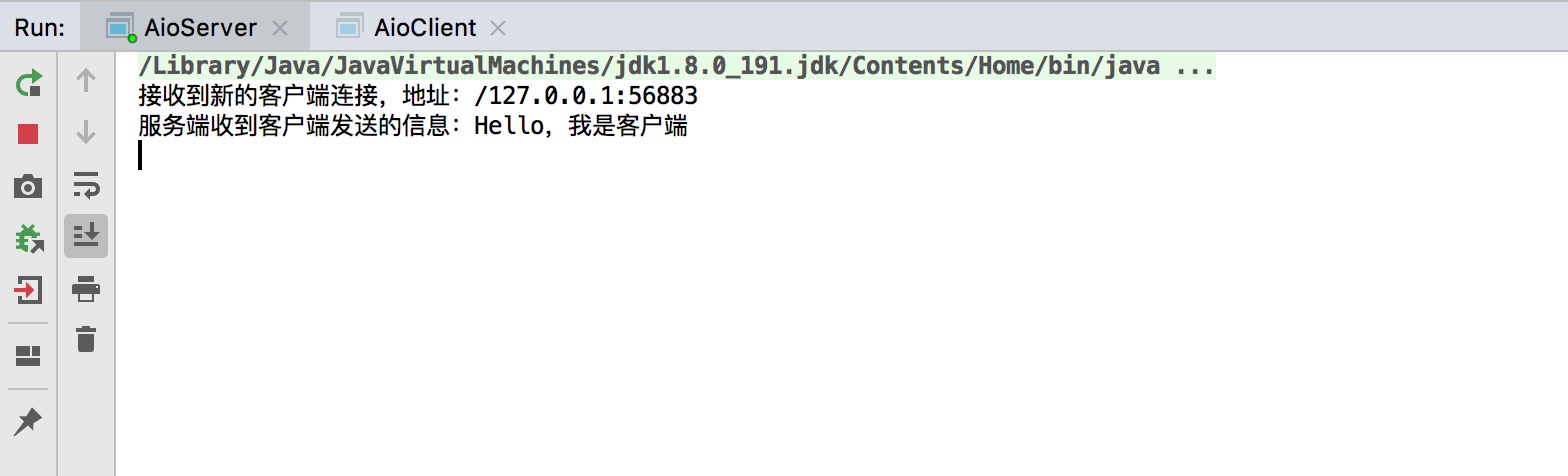 Run: AioServer AioClient
/Library/Java/JavaVirtualMachines/jdk1.8.0_191.jdk/Contents/Home/bin/java ...
接收到新的客户端连接，地址：/127.0.0.1:56883
服务端收到客户端发送的信息：Hello，我是客户端